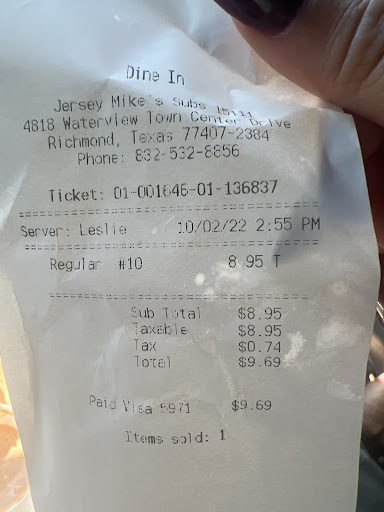 Dine In
Jersey Mike's Subs 15111
4818 Waterview Town Center Drive
Richmond, Texas 77407-2384
Phone: 832-532-8856
Ticket: 01-001646-01-136837
Server: Leslie 10/02/22 2:55 PM
Regular #10 8.95 T
Sub Total $8.95
Taxable $8.95
Tax $0.74
Total $9.69
Paid Visa 5971 $9.69
Items sold: 1